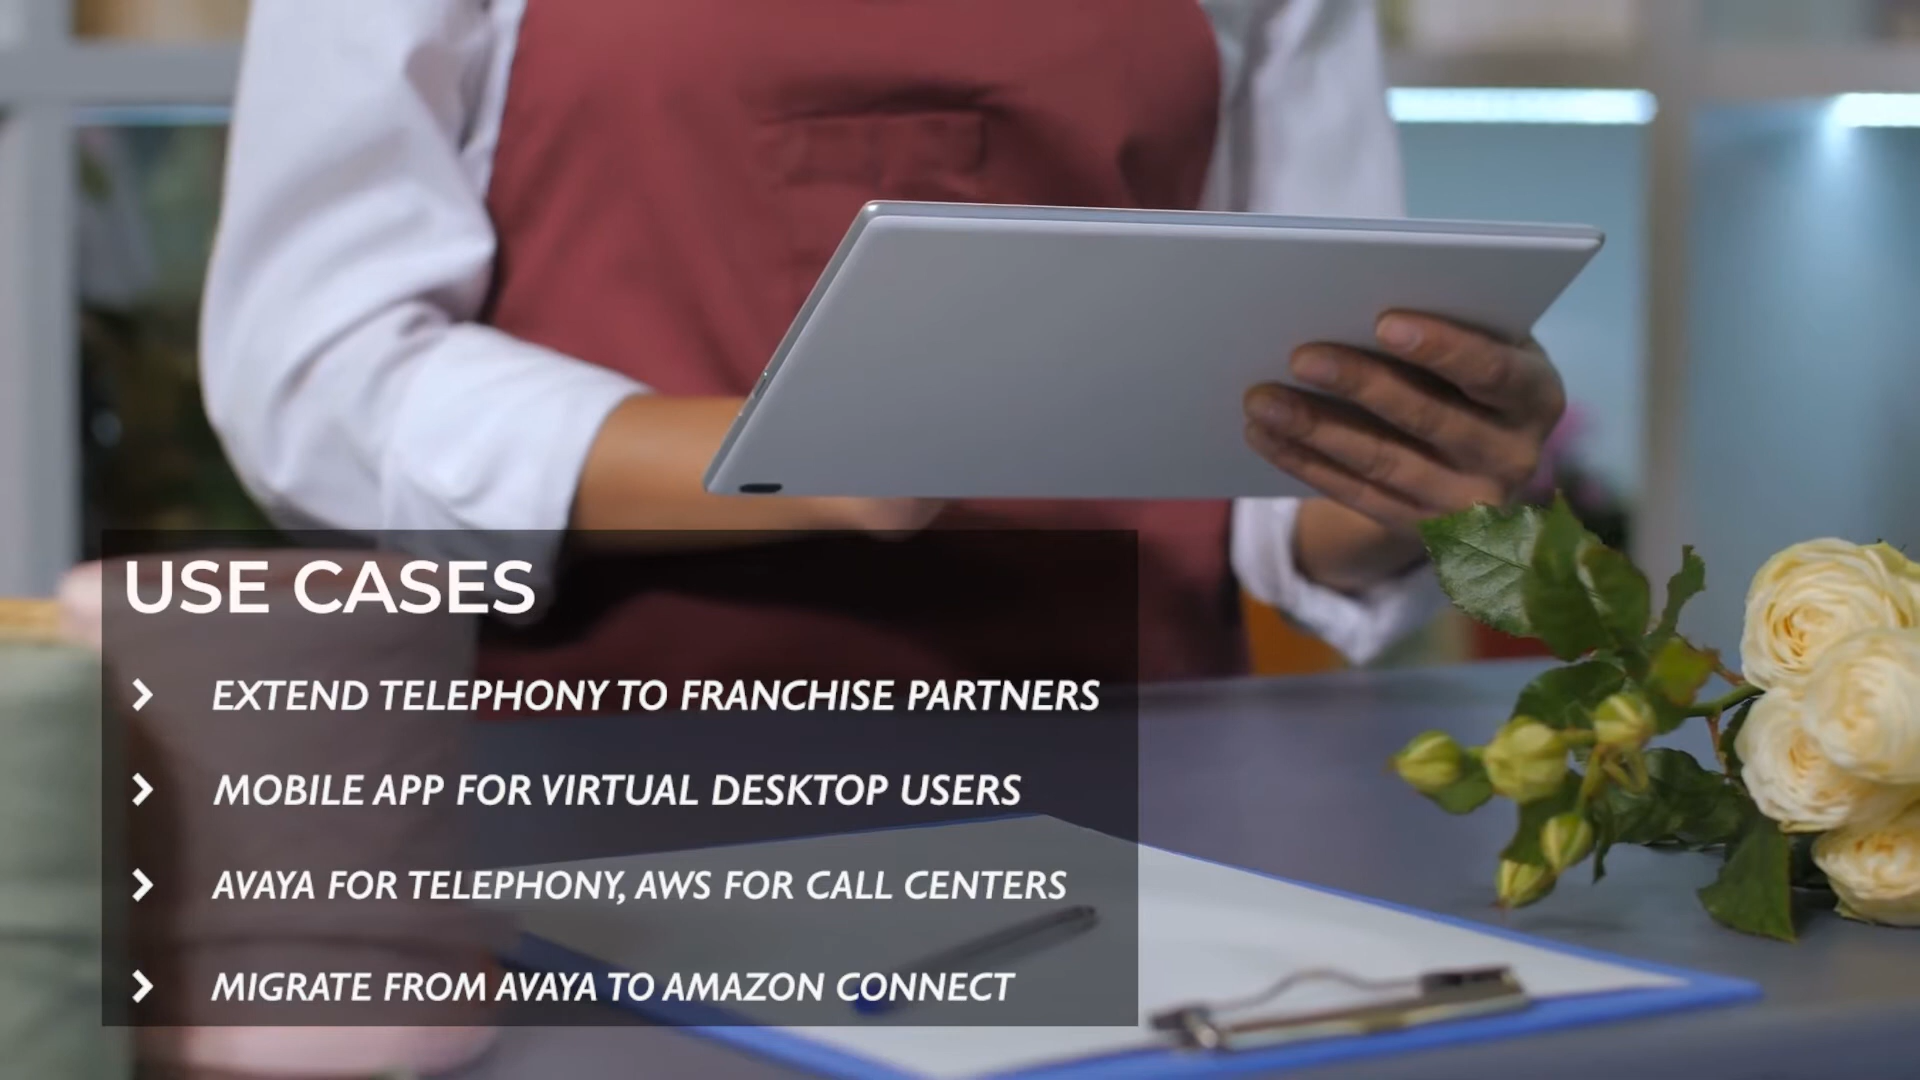 USE CASES
EXTEND TELEPHONY TO FRANCHISE PARTNERS
MOBILE APP FOR VIRTUAL DESKTOP USERS
AVAYA FOR TELEPHONY, AWS FOR CALL CENTERS
MIGRATE FROM AVAYA TO AMAZON CONNECT